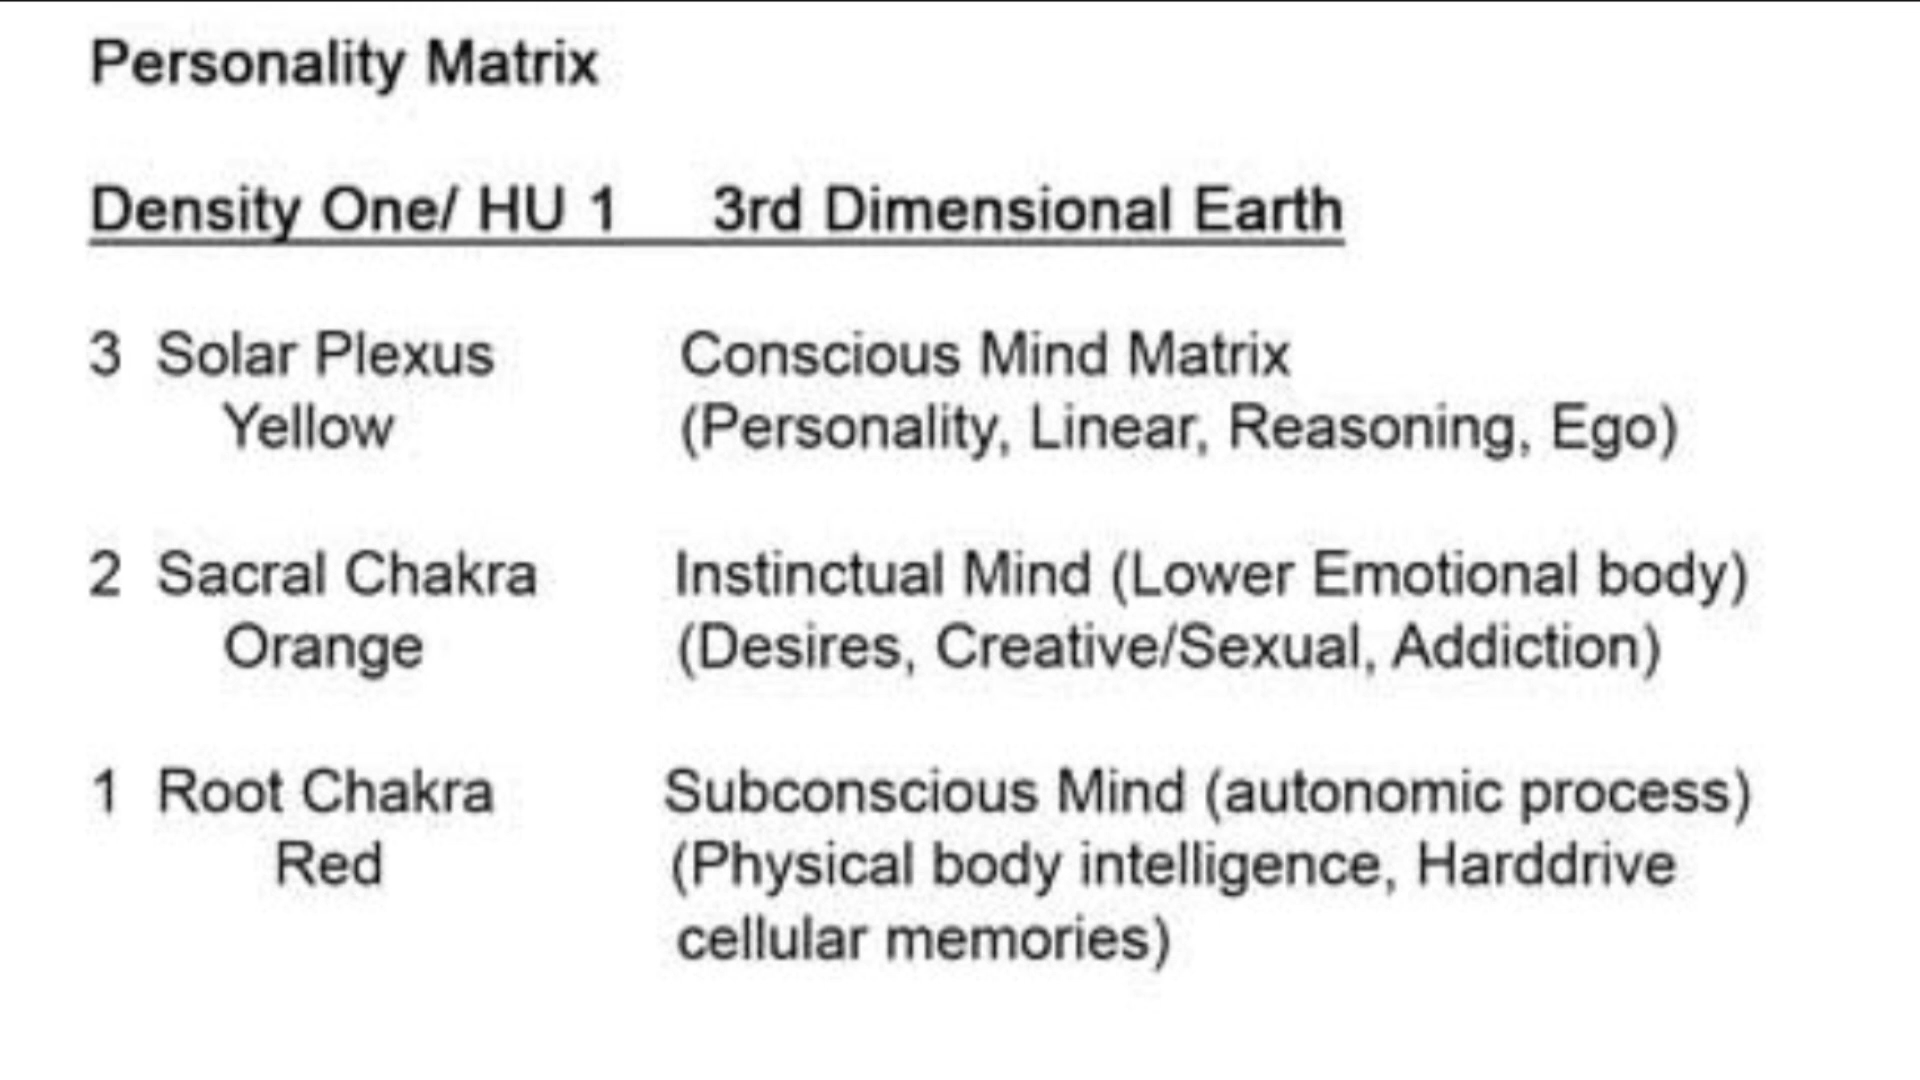 Personality Matrix
Density One/ HU 1 3rd Dimensional Earth
3 Solar Plexus Conscious Mind Matrix
Yellow (Personality, Linear, Reasoning, Ego)
2 Sacral Chakra Instinctual Mind (Lower Emotional body)
Orange (Desires, Creative/Sexual, Addiction)
1 Root Chakra Subconscious Mind (autonomic process)
Red (Physical body intelligence, Harddrive
cellular memories)